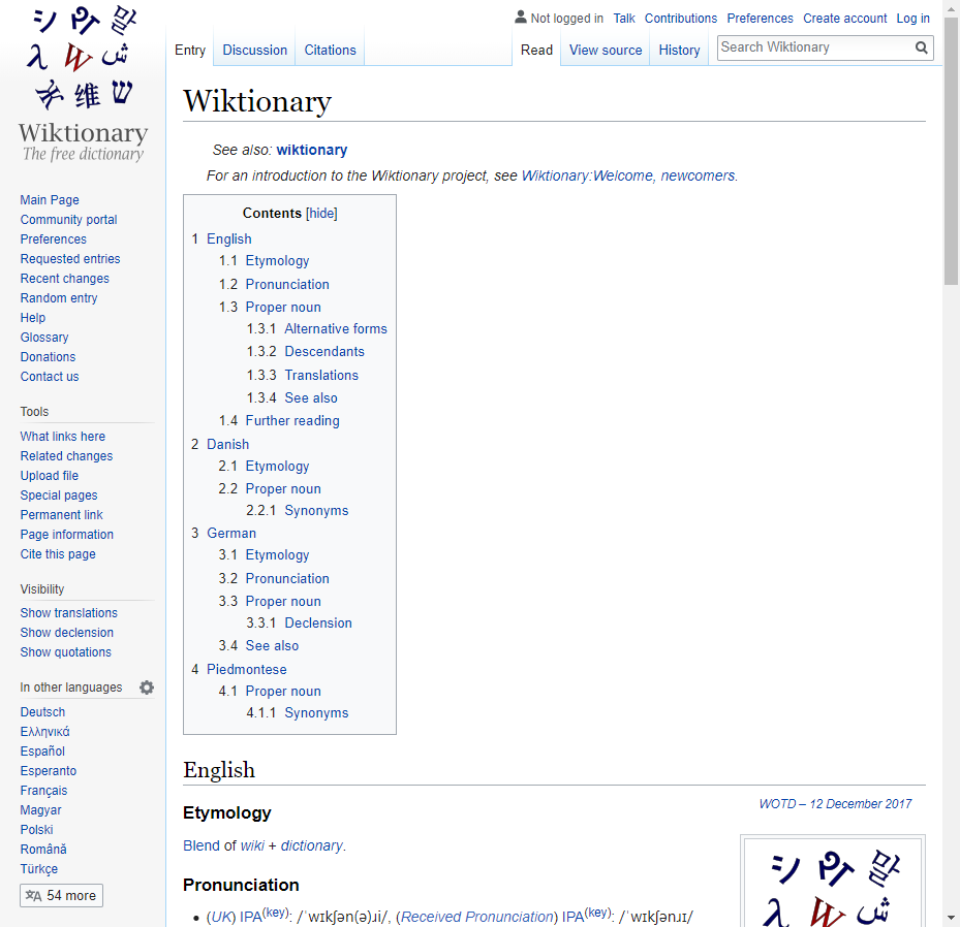 シ
말
λ
W
ش
维
ש
Wiktionary
The free dictionary
Main Page
Community portal
Preferences
Requested entries
Recent changes
Random entry
Help
Glossary
Donations
Contact us
Tools
What links here
Related changes
Upload file
Special pages
Permanent link
Page information
Cite this page
Visibility
Show translations
Show declension
Show quotations
In other languages
Deutsch
Ελληνικά
Español
Esperanto
Français
Magyar
Polski
Română
Türkçe
54 more
Not logged in Talk Contributions Preferences Create account Log in
Entry Discussion Citations Read View source History Search Wiktionary
Wiktionary
See also: wiktionary
For an introduction to the Wiktionary project, see Wiktionary:Welcome, newcomers.
Contents [hide]
1 English
1.1 Etymology
1.2 Pronunciation
1.3 Proper noun
1.3.1 Alternative forms
1.3.2 Descendants
1.3.3 Translations
1.3.4 See also
1.4 Further reading
2 Danish
2.1 Etymology
2.2 Proper noun
2.2.1 Synonyms
3 German
3.1 Etymology
3.2 Pronunciation
3.3 Proper noun
3.3.1 Declension
3.4 See also
4 Piedmontese
4.1 Proper noun
4.1.1 Synonyms
English
WOTD – 12 December 2017
Etymology
Blend of wiki + dictionary.
Pronunciation
• (UK) IPA(key): /ˈwɪkʃən(ə)ɹi/, (Received Pronunciation) IPA(key): /ˈwɪkʃənɹɪ/
シ
말
λ
W
ش